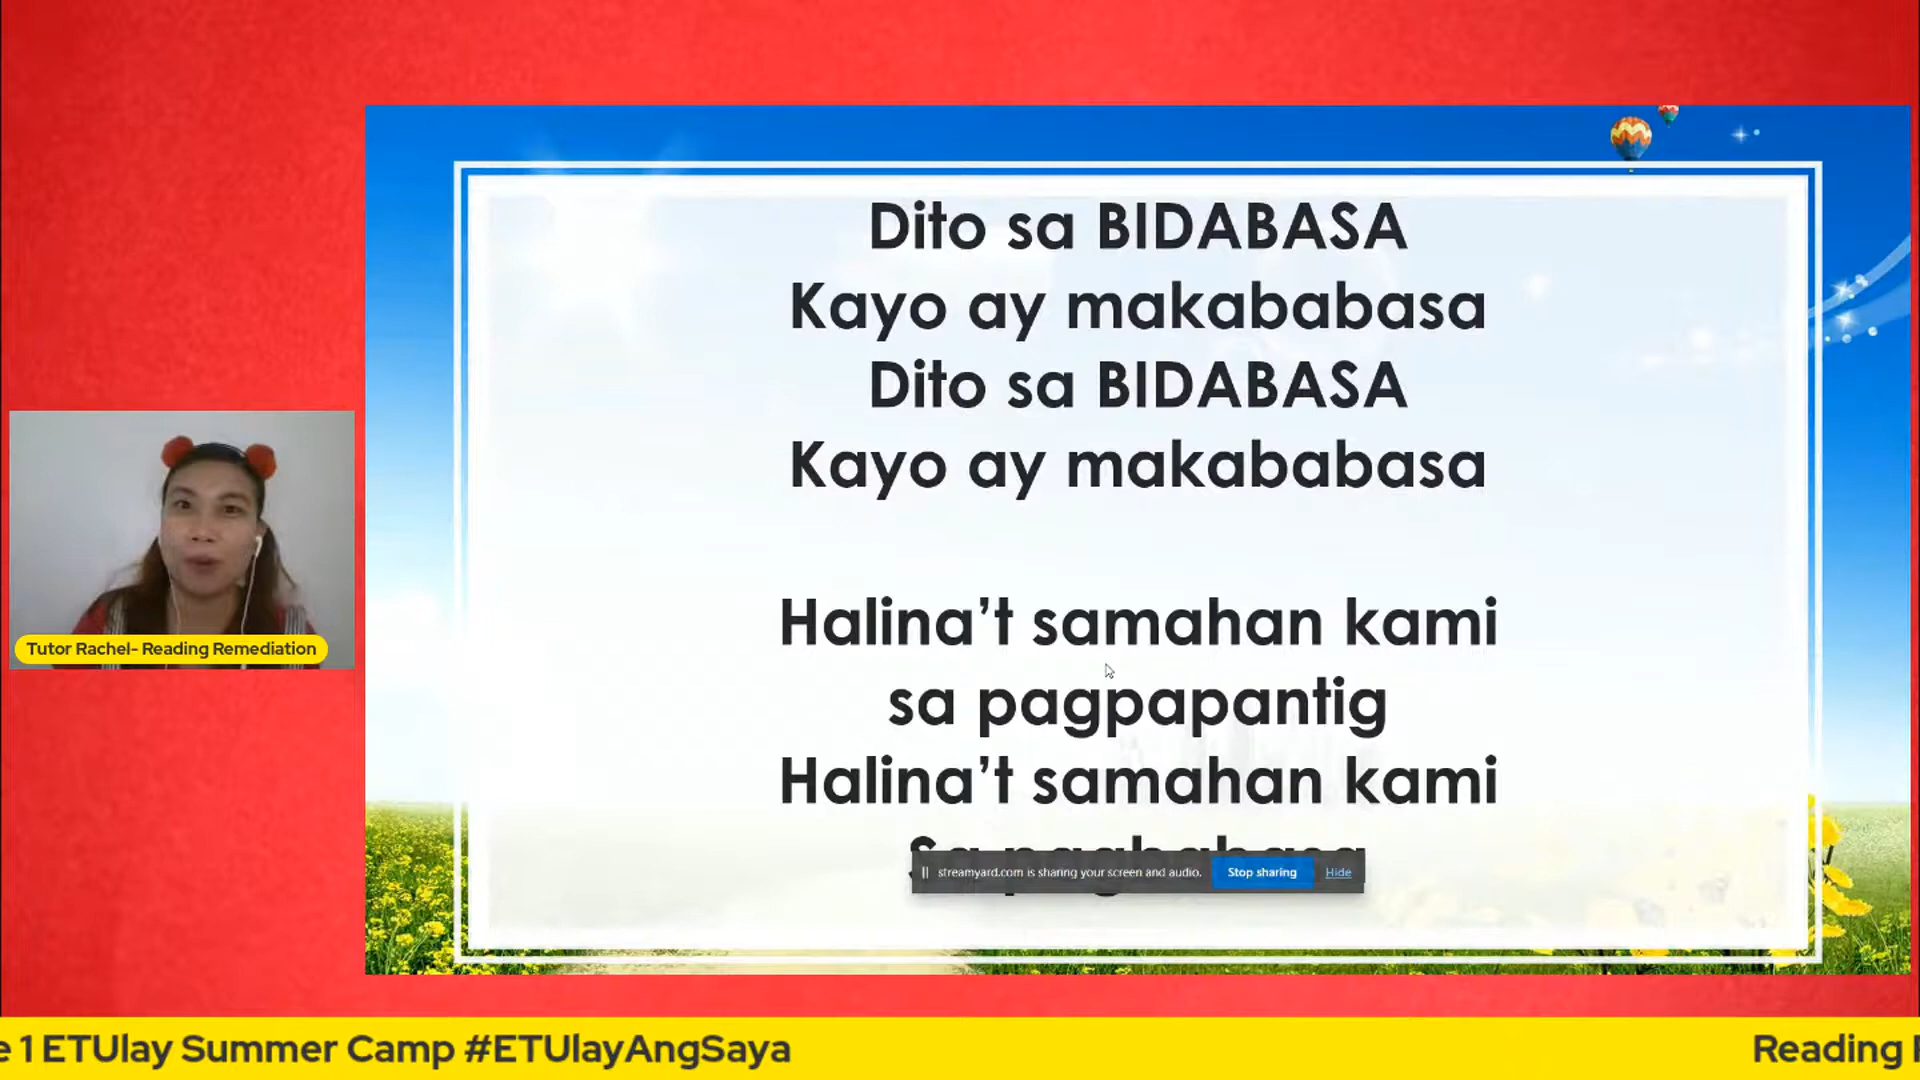 Dito sa BIDABASA
Kayo ay makababasa
Dito sa BIDABASA
Kayo ay makababasa
Halina’t samahan kami
sa pagpapantig
Halina’t samahan kami
Sa pagbabasa
streamyard.com is sharing your screen and audio. Stop sharing Hide
Tutor Rachel- Reading Remediation
e 1 ETUlay Summer Camp #ETUlayAngSaya
Reading